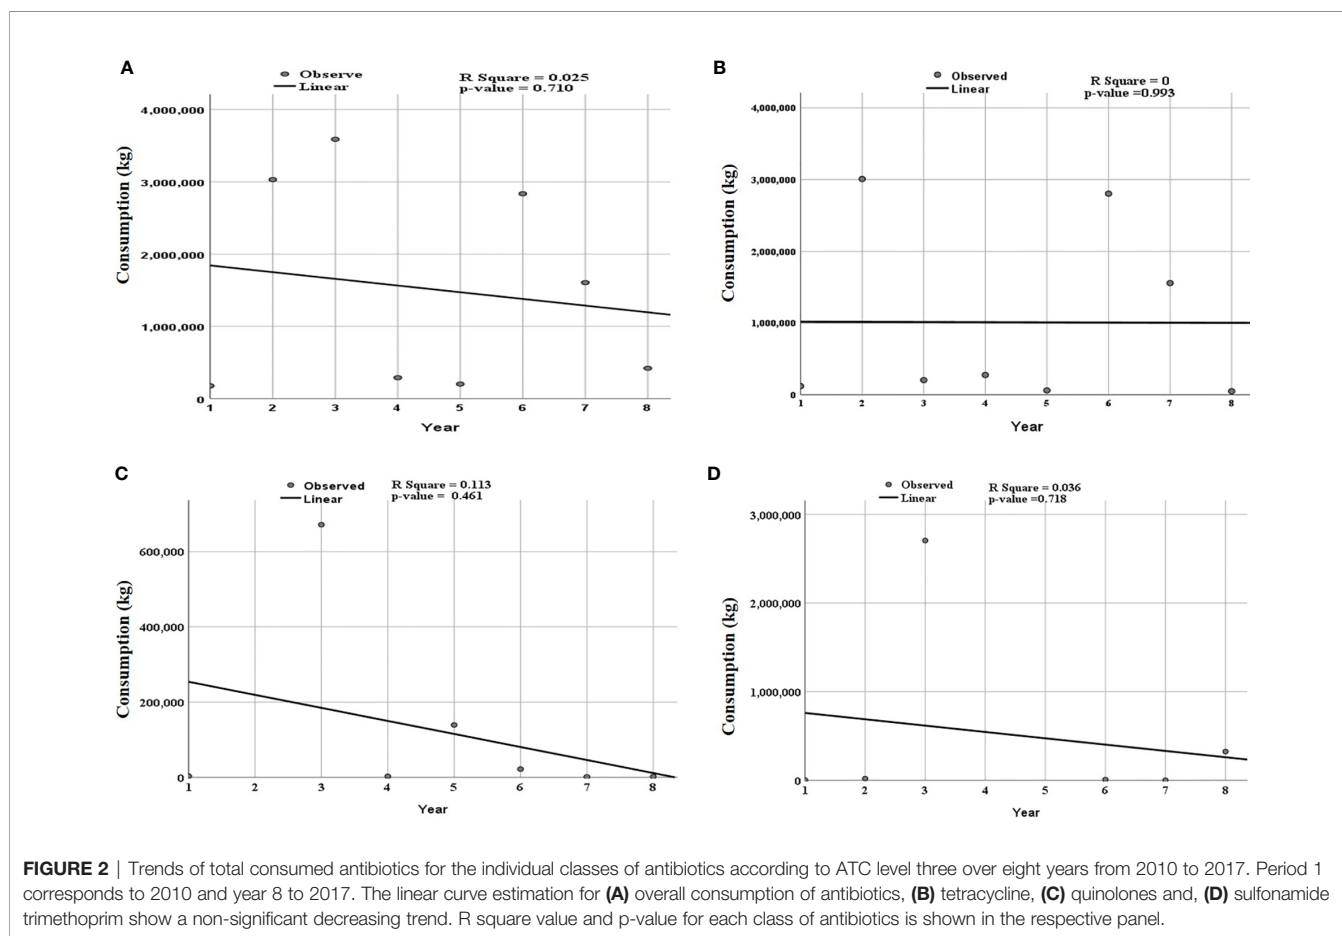 A
Observe
Linear
R Square = 0.025
p-value = 0.710
Consumption (kg)
4,000,000
3,000,000
2,000,000
1,000,000
0
1 2 3 4 5 6 7 8
Year
B
Observed
Linear
R Square = 0
p-value =0.993
Consumption (kg)
4,000,000
3,000,000
2,000,000
1,000,000
0
1 2 3 4 5 6 7 8
Year
C
Observed
Linear
R Square = 0.113
p-value = 0.461
Consumption (kg)
600,000
400,000
200,000
0
1 2 3 4 5 6 7 8
Year
D
Observed
Linear
R Square = 0.036
p-value =0.718
Consumption (kg)
3,000,000
2,000,000
1,000,000
0
1 2 3 4 5 6 7 8
Year
FIGURE 2 | Trends of total consumed antibiotics for the individual classes of antibiotics according to ATC level three over eight years from 2010 to 2017. Period 1
corresponds to 2010 and year 8 to 2017. The linear curve estimation for (A) overall consumption of antibiotics, (B) tetracycline, (C) quinolones and, (D) sulfonamide
trimethoprim show a non-significant decreasing trend. R square value and p-value for each class of antibiotics is shown in the respective panel.